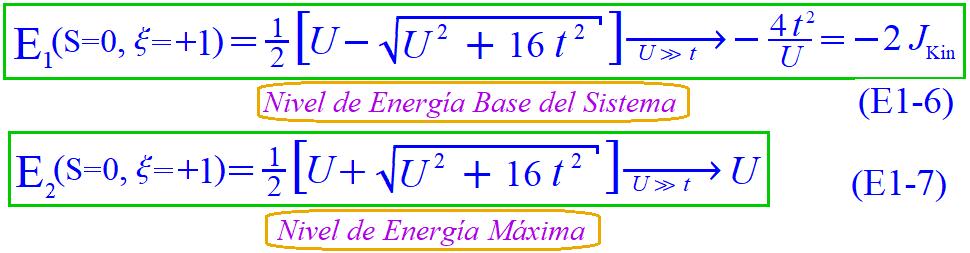 E₁(S=0, ξ=+1) = ½ [U − √(U² + 16 t²)] →_{U≫t} − 4t²/U = −2 J_Kin
Nivel de Energía Base del Sistema (E1-6)
E₂(S=0, ξ=+1) = ½ [U + √(U² + 16 t²)] →_{U≫t} U (E1-7)
Nivel de Energía Máxima